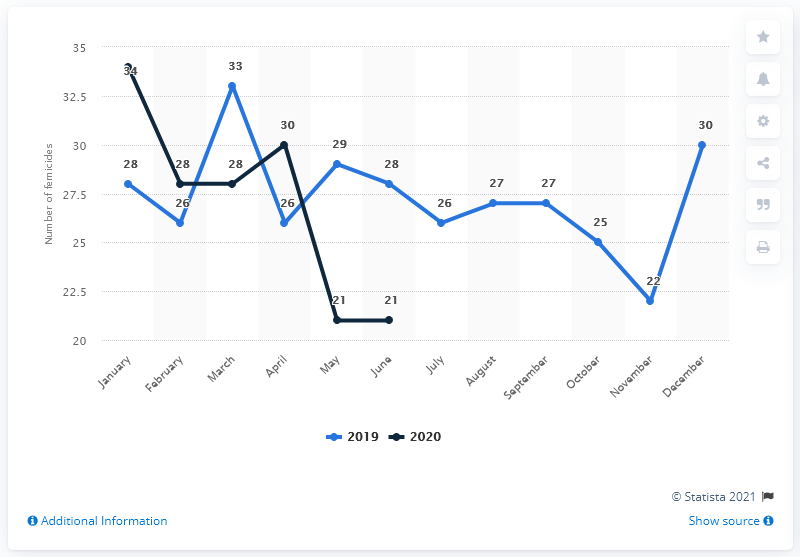 35
32.5
30
27.5
25
22.5
20
Number of femicides
34
28
28
26
33
28
30
26
29
21
28
21
26
27
27
25
22
30
January
February
March
April
May
June
July
August
September
October
November
December
2019
2020
© Statista 2021
Additional Information
Show source